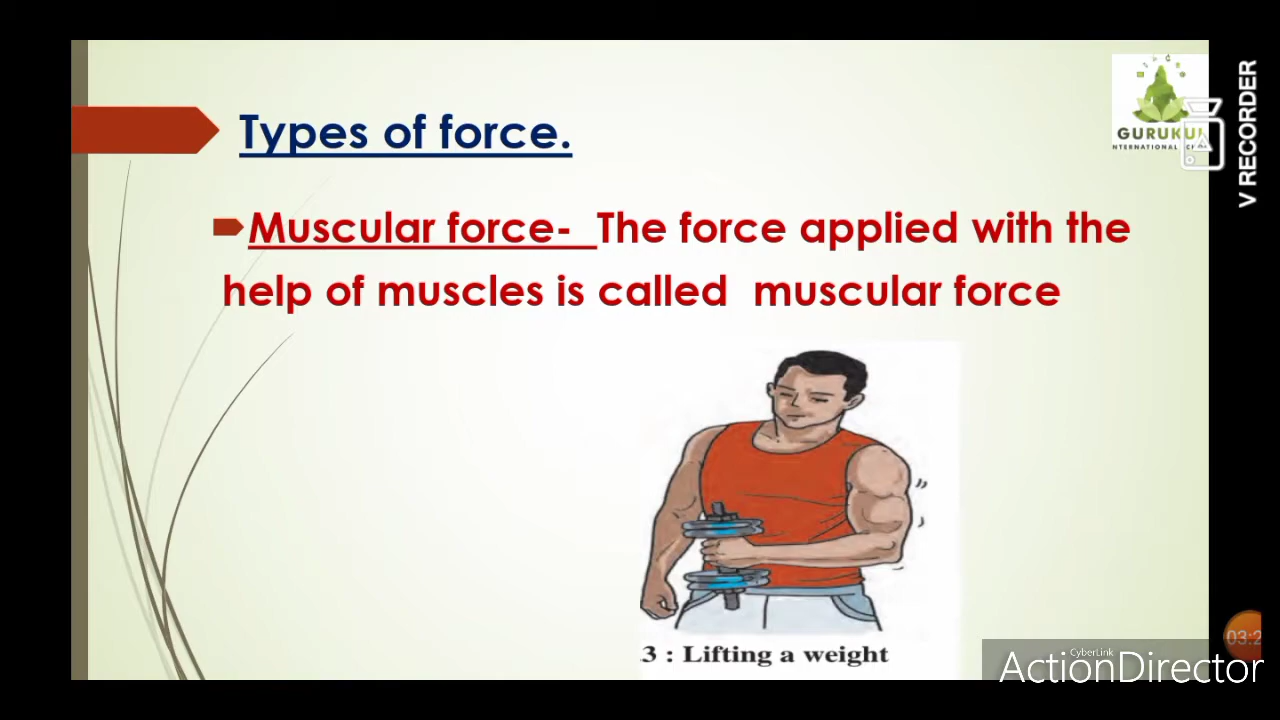 Types of force.
GURUKUL
V RECORDER
Muscular force- The force applied with the
help of muscles is called muscular force
3 : Lifting a weight
CyberLink
ActionDirector